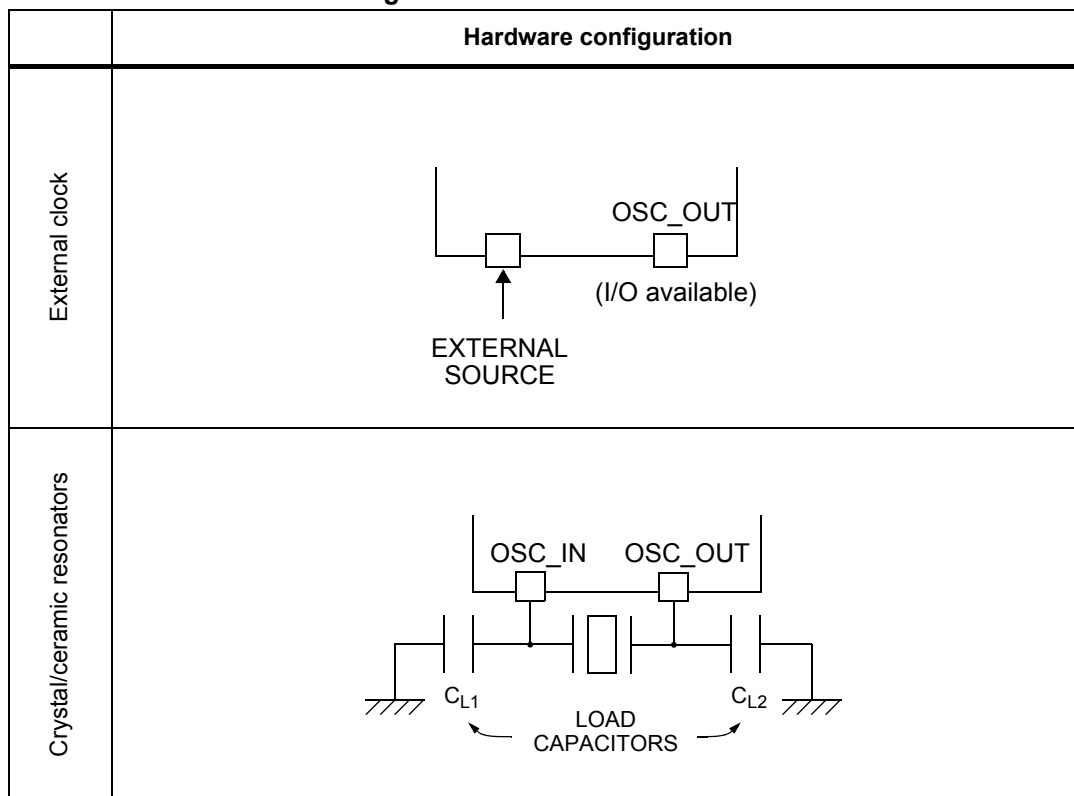 Hardware configuration
External clock
OSC_OUT
(I/O available)
EXTERNAL
SOURCE
Crystal/ceramic resonators
OSC_IN OSC_OUT
CL1 CL2
LOAD
CAPACITORS